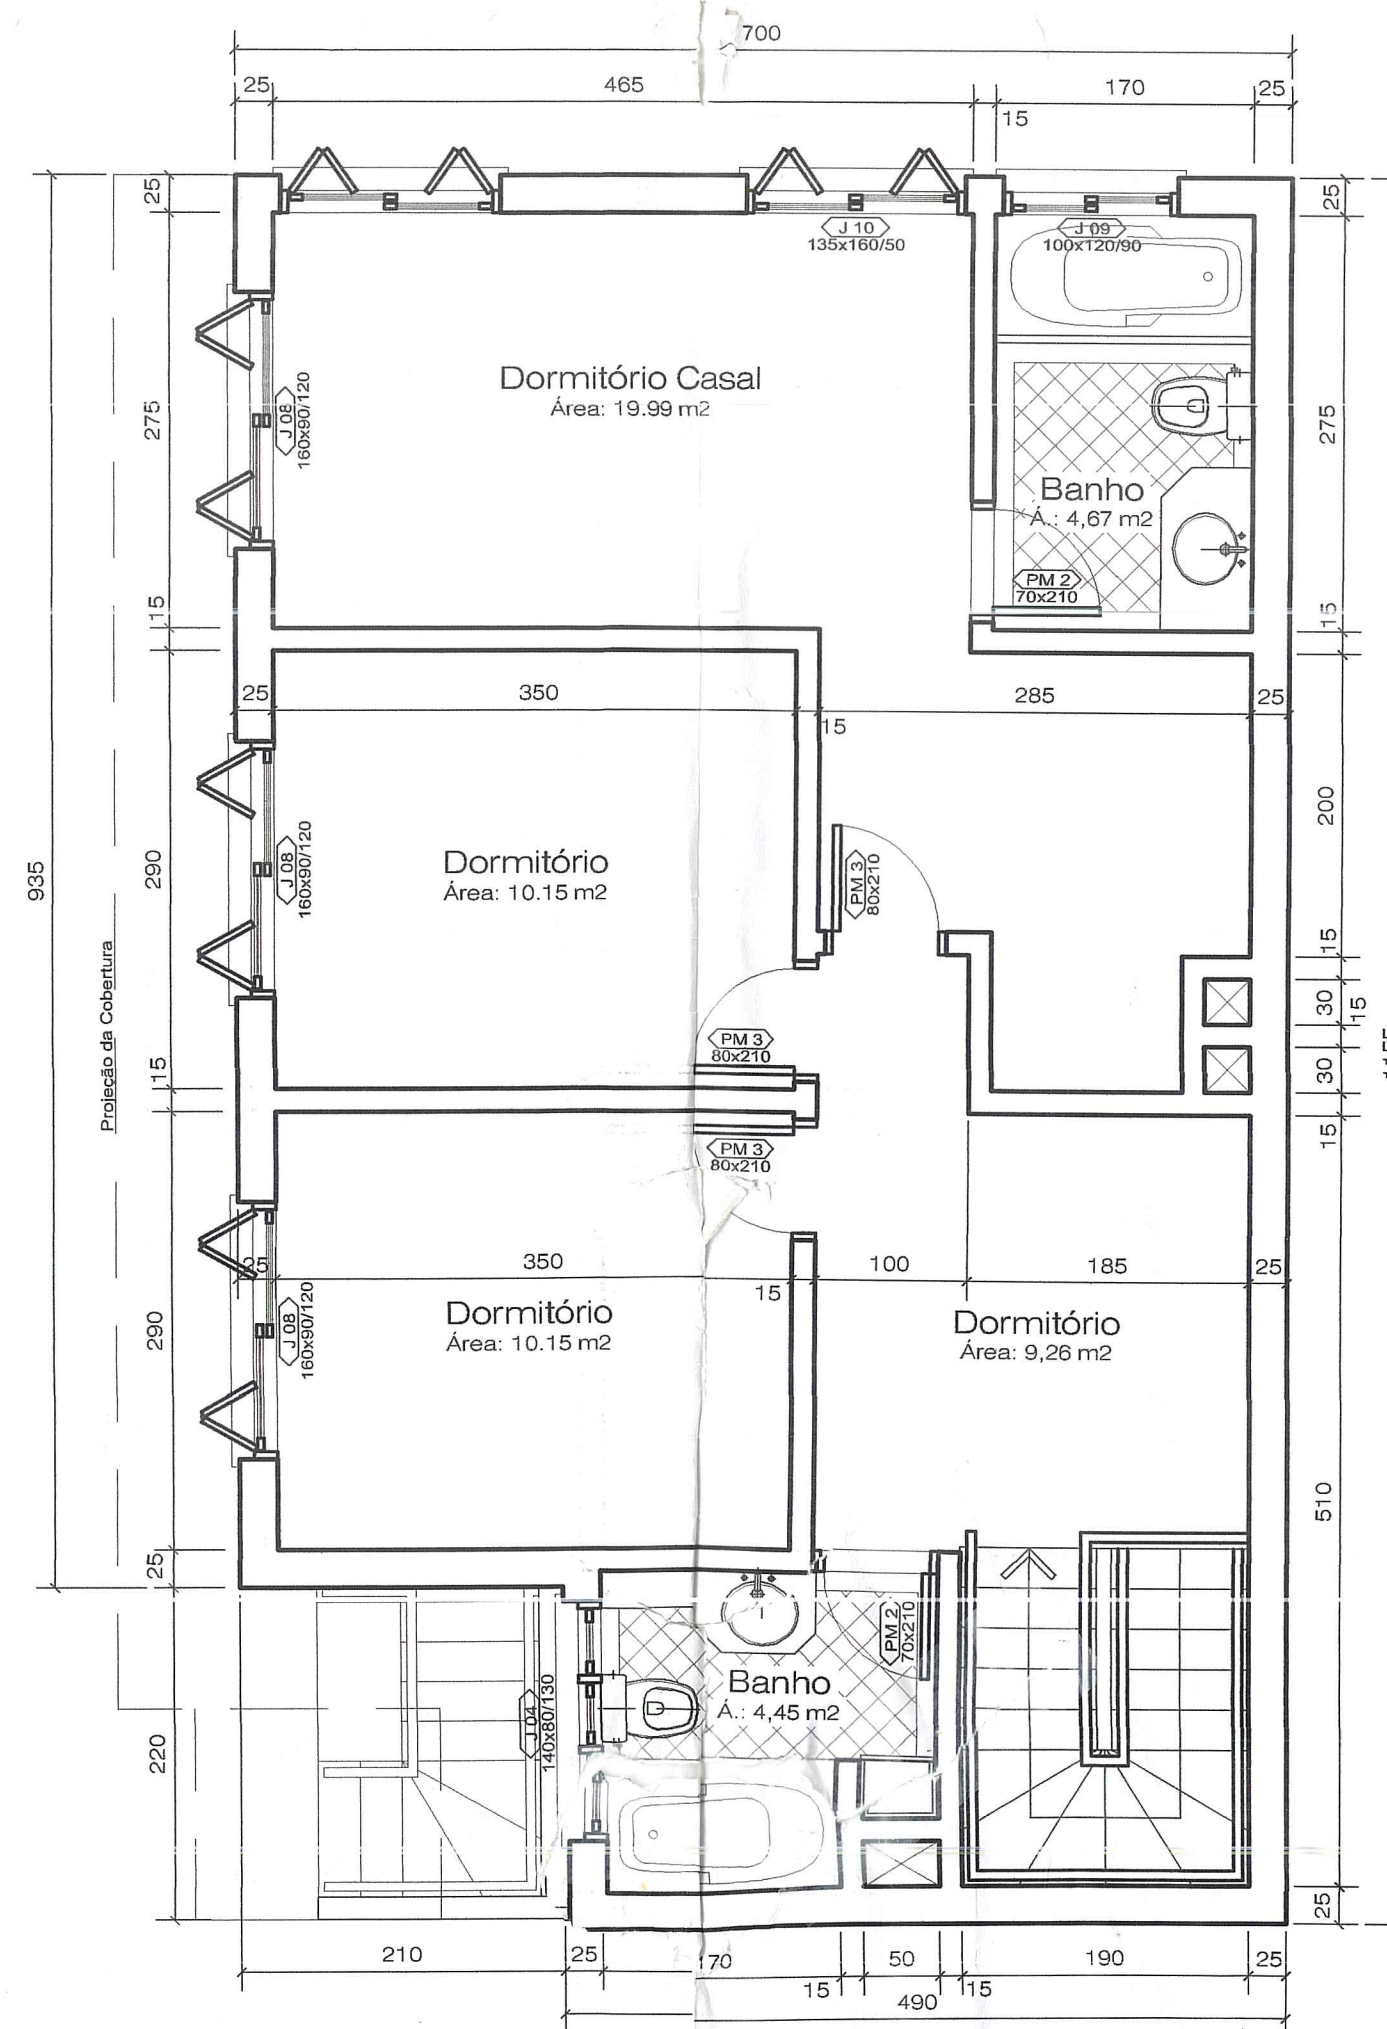 700
25
465
170
25
15
25
25
J 10
135x160/50
J 09
100x120/90
Dormitório Casal
Área: 19.99 m2
275
J 08
160x90/120
275
Banho
Á.: 4,67 m2
PM 2
70x210
15
15
25
350
285
25
15
200
935
290
J 08
160x90/120
Dormitório
Área: 10.15 m2
PM 3
80x210
Projeção da Cobertura
15
30
15
PM 3
80x210
15
30
PM 3
80x210
15
25
350
15
100
185
25
290
J 08
160x90/120
Dormitório
Área: 10.15 m2
Dormitório
Área: 9,26 m2
510
25
PM 2
70x210
Banho
Á.: 4,45 m2
J 04
140x80/130
220
25
210
25
170
15
50
15
190
25
490